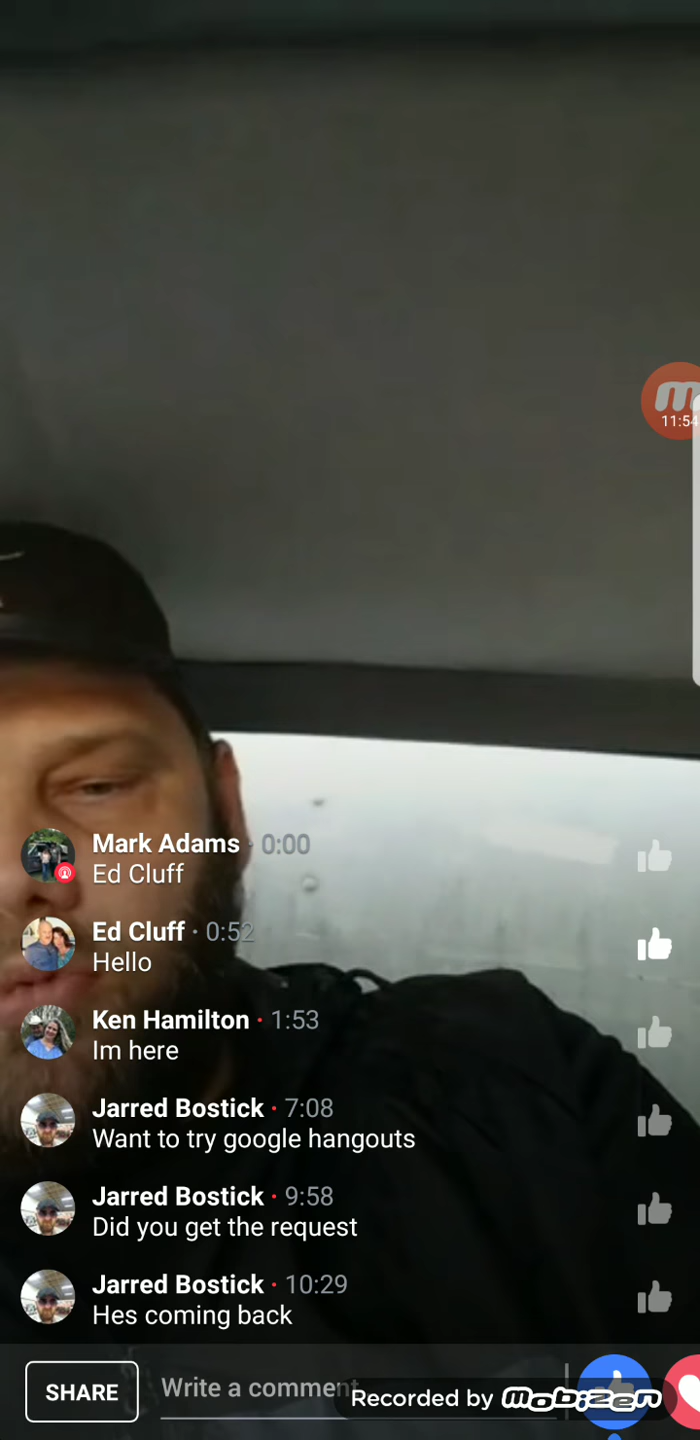 11:54
Mark Adams · 0:00
Ed Cluff
Ed Cluff · 0:52
Hello
Ken Hamilton · 1:53
Im here
Jarred Bostick · 7:08
Want to try google hangouts
Jarred Bostick · 9:58
Did you get the request
Jarred Bostick · 10:29
Hes coming back
SHARE
Write a comment
Recorded by mobizen